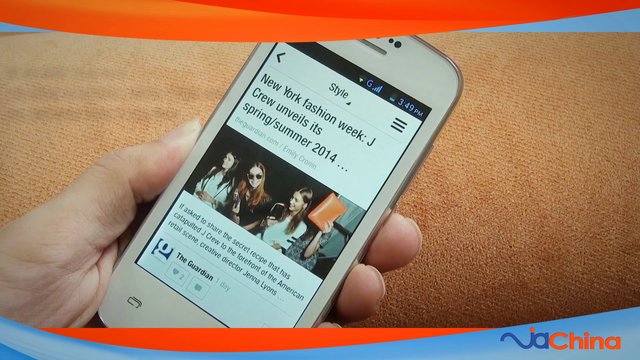 G 3:49 PM
Style
New York fashion week: J
Crew unveils its
spring/summer 2014 ...
theguardian.com / Emily Cronin
If asked to share the secret recipe that has
catapulted J Crew to the forefront of the American
retail scene, creative director Jenna Lyons ...
The Guardian 1 day
2
viaChina